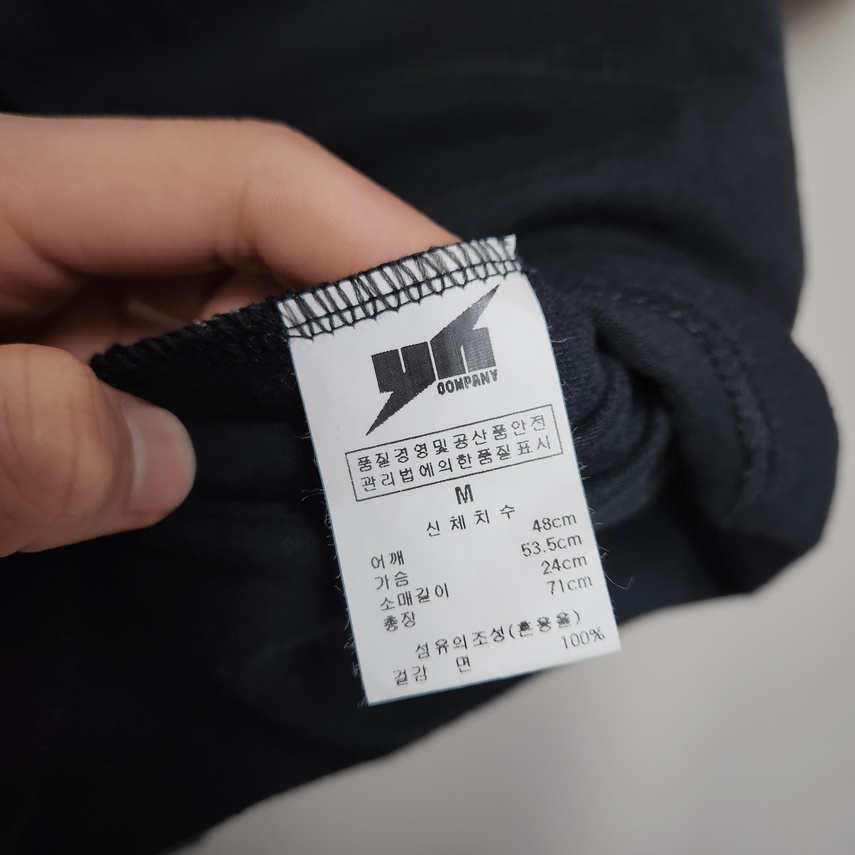 COMPANY
품질경영및공산품안전
관리법에의한품질표시
M
신체치수
어깨 48cm
가슴 53.5cm
소매길이 24cm
총장 71cm
섬유의조성(혼용율)
겉감 면 100%